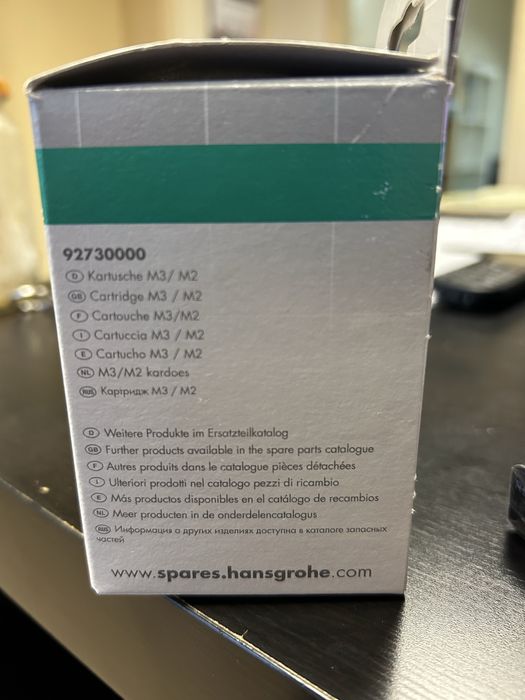 92730000
D Kartusche M3/ M2
GB Cartridge M3 / M2
F Cartouche M3/M2
I Cartuccia M3 / M2
E Cartucho M3 / M2
NL M3/M2 kardoes
RUS Картридж M3 / M2
D Weitere Produkte im Ersatzteilkatalog
GB Further products available in the spare parts catalogue
F Autres produits dans le catalogue pièces détachées
I Ulteriori prodotti nel catalogo pezzi di ricambio
E Más productos disponibles en el catálogo de recambios
NL Meer producten in de onderdelencatalogus
RUS Информация о других изделиях доступна в каталоге запасных
частей
www.spares.hansgrohe.com